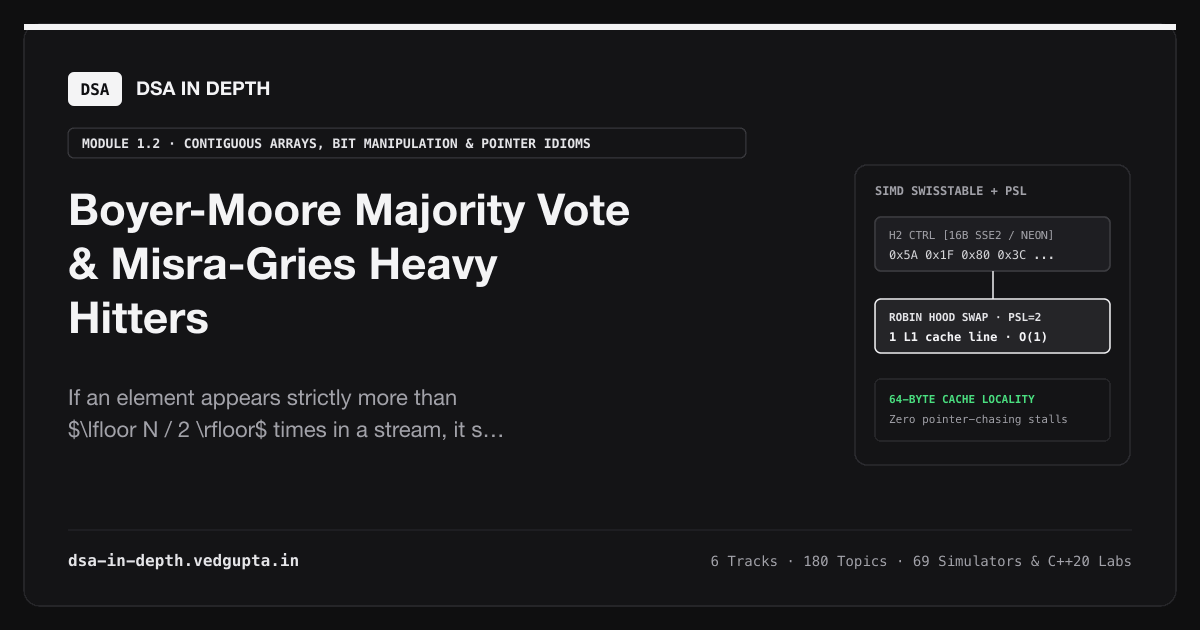 DSA
DSA IN DEPTH
MODULE 1.2 · CONTIGUOUS ARRAYS, BIT MANIPULATION & POINTER IDIOMS
Boyer-Moore Majority Vote
& Misra-Gries Heavy
Hitters
If an element appears strictly more than
$\lfloor N / 2 \rfloor$ times in a stream, it s…
SIMD SWISSTABLE + PSL
H2 CTRL [16B SSE2 / NEON]
0x5A 0x1F 0x80 0x3C ...
ROBIN HOOD SWAP · PSL=2
1 L1 cache line · O(1)
64-BYTE CACHE LOCALITY
Zero pointer-chasing stalls
dsa-in-depth.vedgupta.in
6 Tracks · 180 Topics · 69 Simulators & C++20 Labs